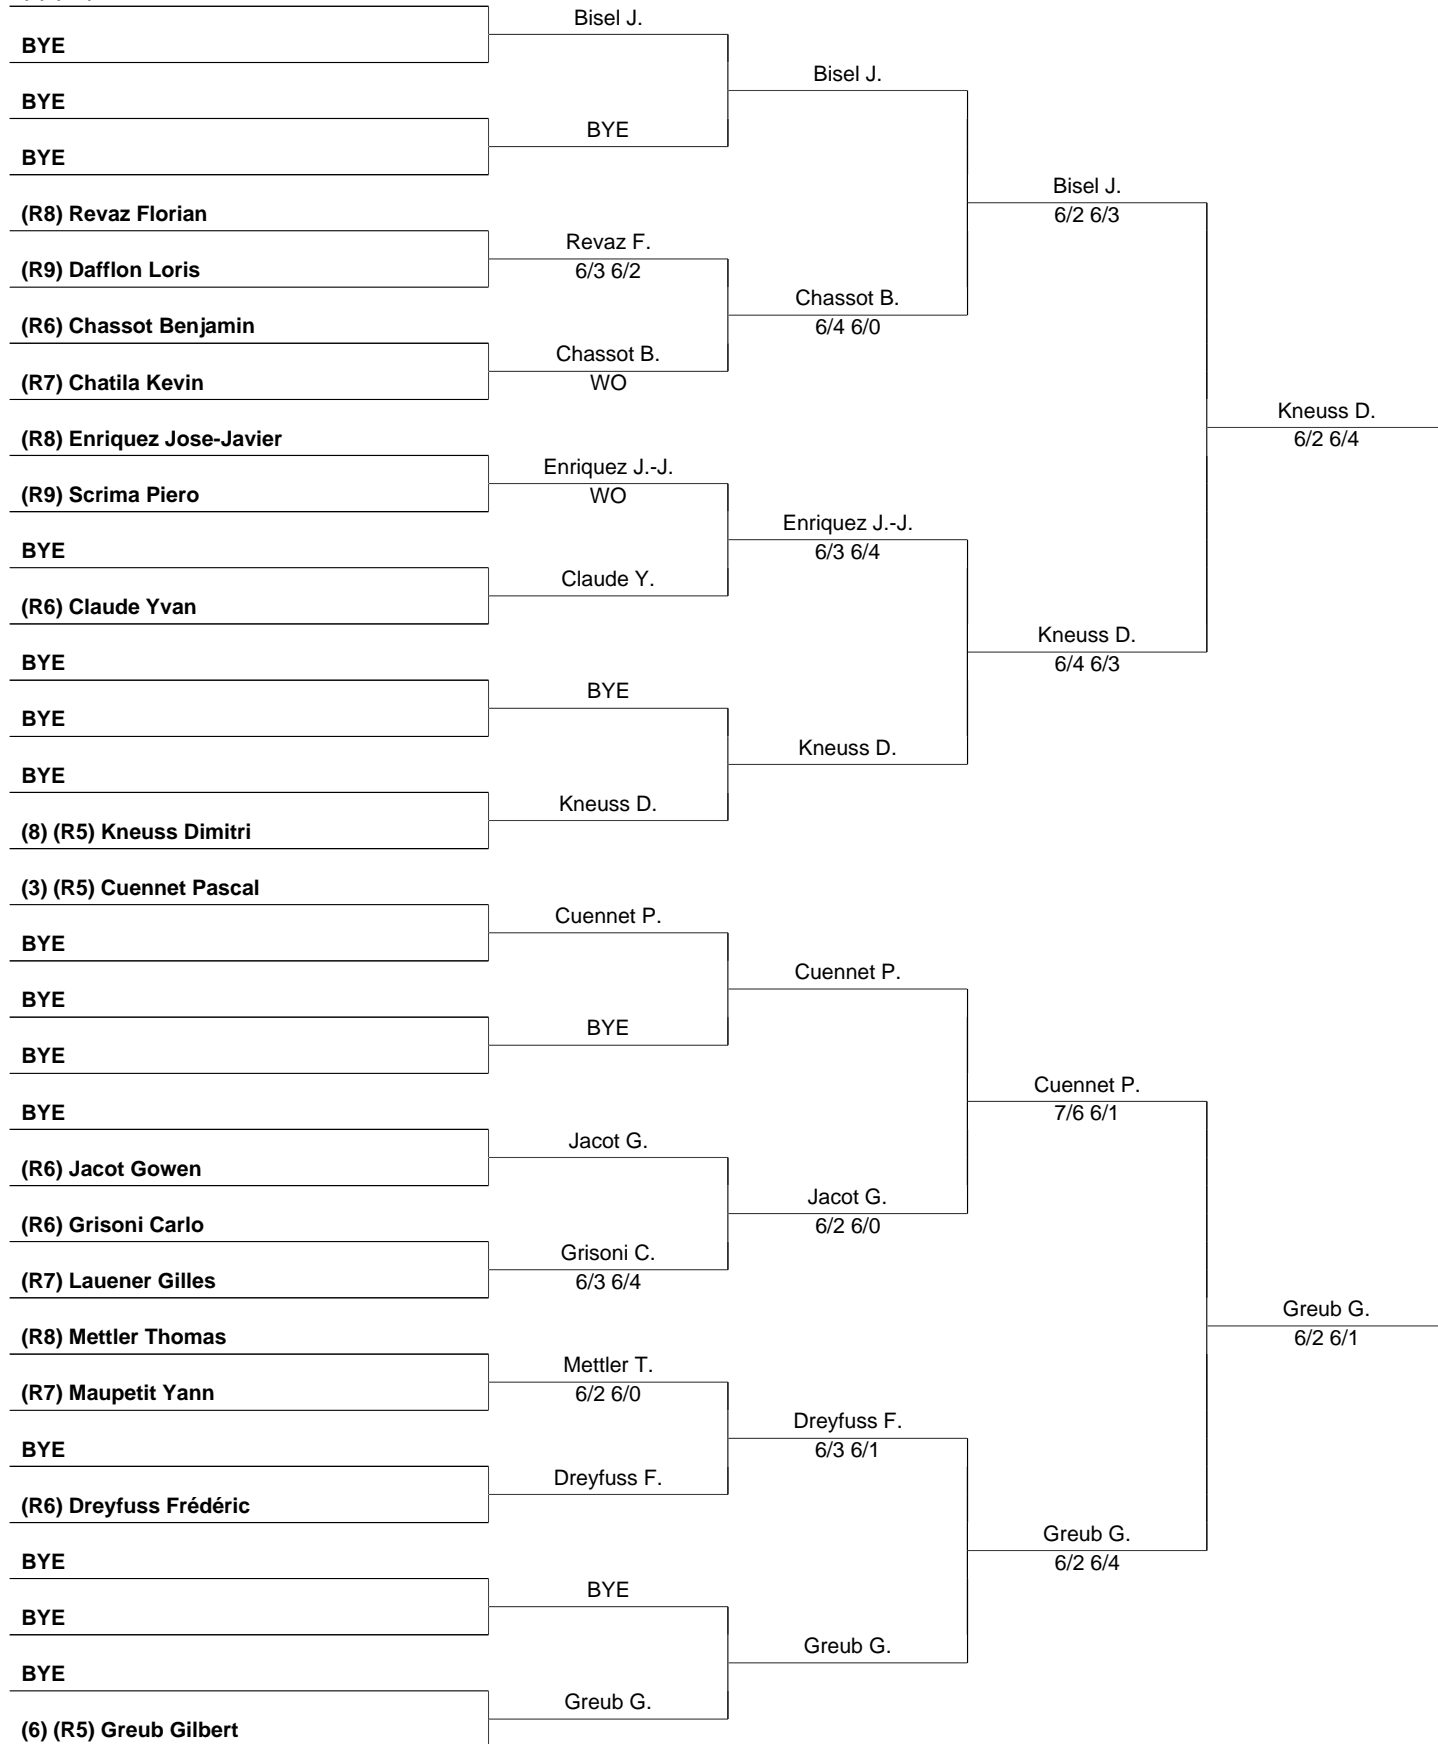 Bisel J.
BYE
Bisel J.
BYE
BYE
BYE
Bisel J.
(R8) Revaz Florian
6/2 6/3
Revaz F.
(R9) Dafflon Loris
6/3 6/2
Chassot B.
(R6) Chassot Benjamin
6/4 6/0
Chassot B.
(R7) Chatila Kevin
WO
Kneuss D.
(R8) Enriquez Jose-Javier
6/2 6/4
Enriquez J.-J.
(R9) Scrima Piero
WO
Enriquez J.-J.
BYE
6/3 6/4
Claude Y.
(R6) Claude Yvan
Kneuss D.
BYE
6/4 6/3
BYE
BYE
Kneuss D.
BYE
Kneuss D.
(8) (R5) Kneuss Dimitri
(3) (R5) Cuennet Pascal
Cuennet P.
BYE
Cuennet P.
BYE
BYE
BYE
Cuennet P.
BYE
7/6 6/1
Jacot G.
(R6) Jacot Gowen
Jacot G.
(R6) Grisoni Carlo
6/2 6/0
Grisoni C.
(R7) Lauener Gilles
6/3 6/4
Greub G.
(R8) Mettler Thomas
6/2 6/1
Mettler T.
(R7) Maupetit Yann
6/2 6/0
Dreyfuss F.
BYE
6/3 6/1
Dreyfuss F.
(R6) Dreyfuss Frédéric
Greub G.
BYE
6/2 6/4
BYE
BYE
Greub G.
BYE
Greub G.
(6) (R5) Greub Gilbert